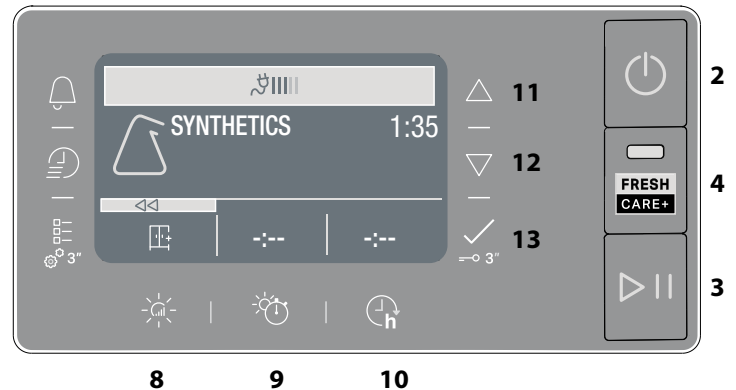 2
11
SYNTHETICS 1:35
12
FRESH
CARE+
4
-:-- -:--
3" 3" 13
3
h
8 9 10